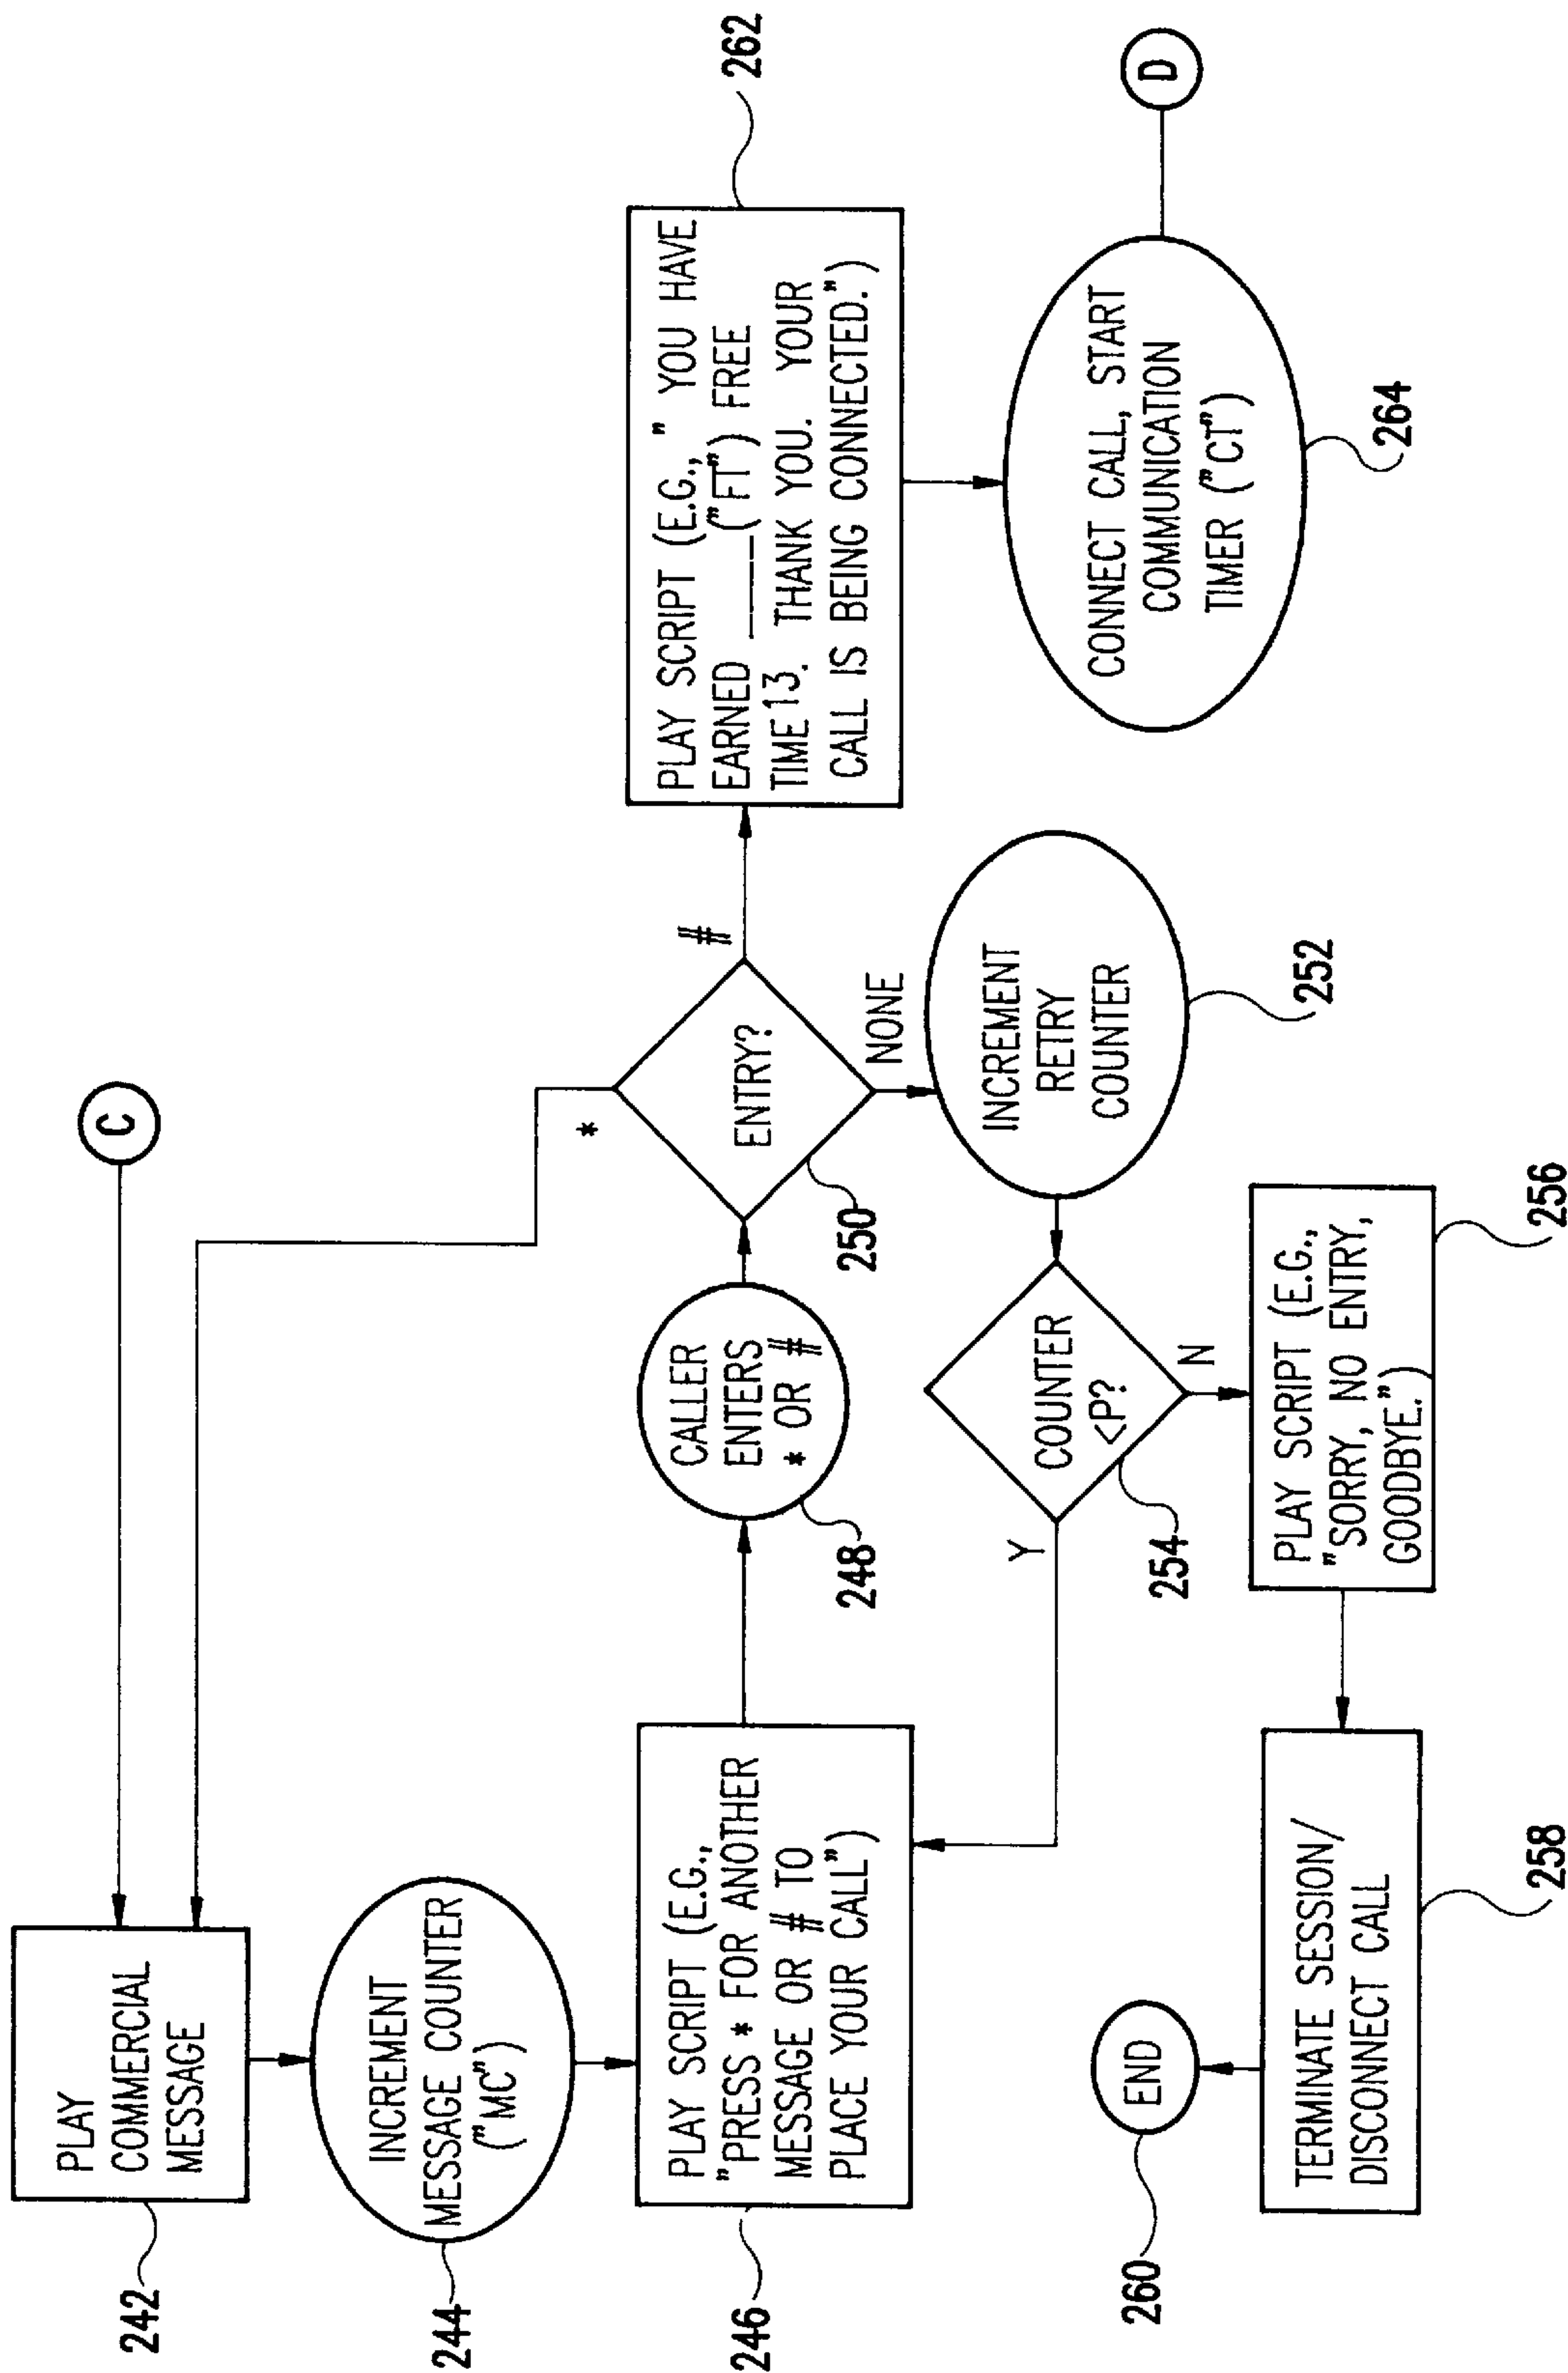 C
PLAY
COMMERCIAL
MESSAGE
242
INCREMENT
MESSAGE COUNTER
("MC")
244
PLAY SCRIPT (E.G.,
"PRESS * FOR ANOTHER
MESSAGE OR # TO
PLACE YOUR CALL")
246
CALLER
ENTERS
* OR #
248
ENTRY?
250
*
#
NONE
PLAY SCRIPT (E.G.," YOU HAVE
EARNED ____("FT") FREE
TIME13. THANK YOU. YOUR
CALL IS BEING CONNECTED.")
262
CONNECT CALL, START
COMMUNICATION
TIMER ("CT")
264
D
INCREMENT
RETRY
COUNTER
252
COUNTER
<P?
254
Y
N
PLAY SCRIPT (E.G.,
"SORRY, NO ENTRY,
GOODBYE.")
256
TERMINATE SESSION/
DISCONNECT CALL
258
END
260